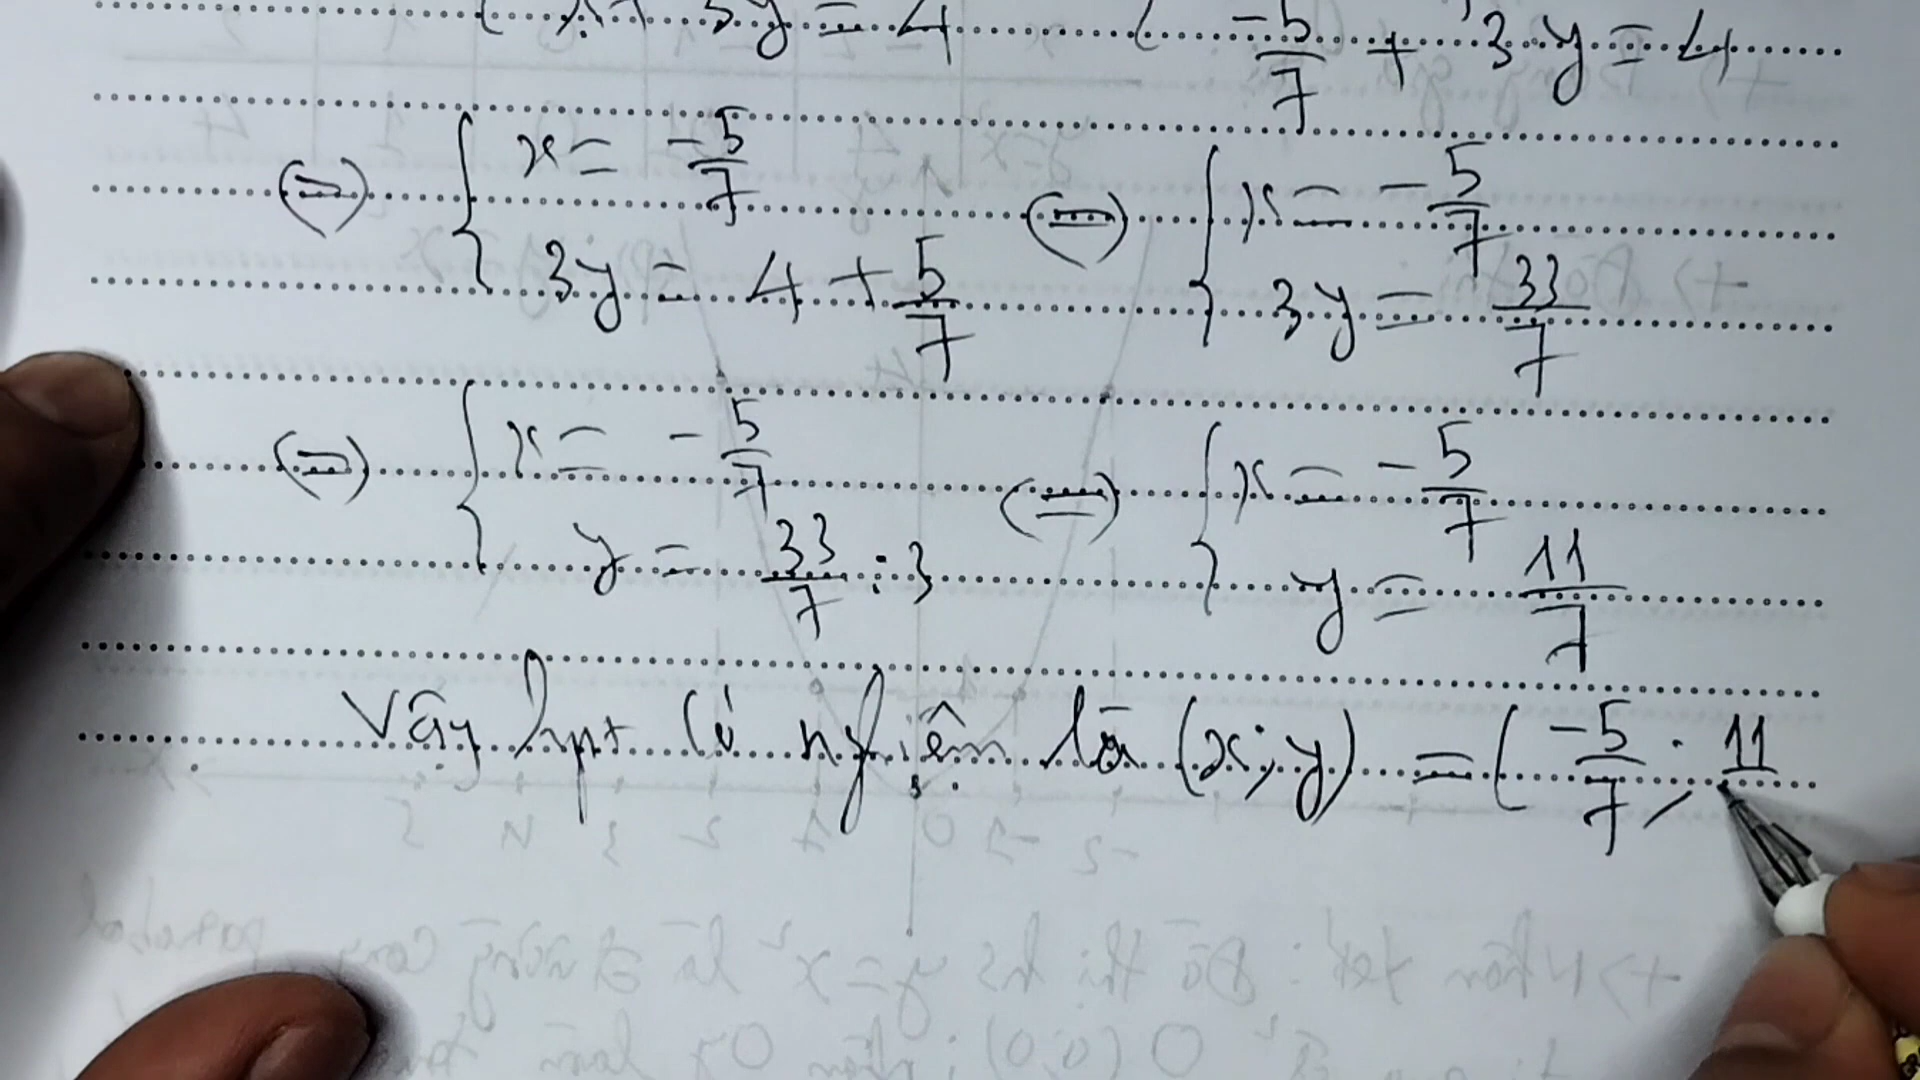 3y = 4 { -5/7 + 3y = 4
(=) { x = -5/7 (=) { x = -5/7
3y = 4 + 5/7 3y = 33/7
(=) { x = -5/7 (=) { x = -5/7
y = 33/7 : 3 y = 11/7
Vậy hpt có nghiệm là (x; y) = (-5/7; 11